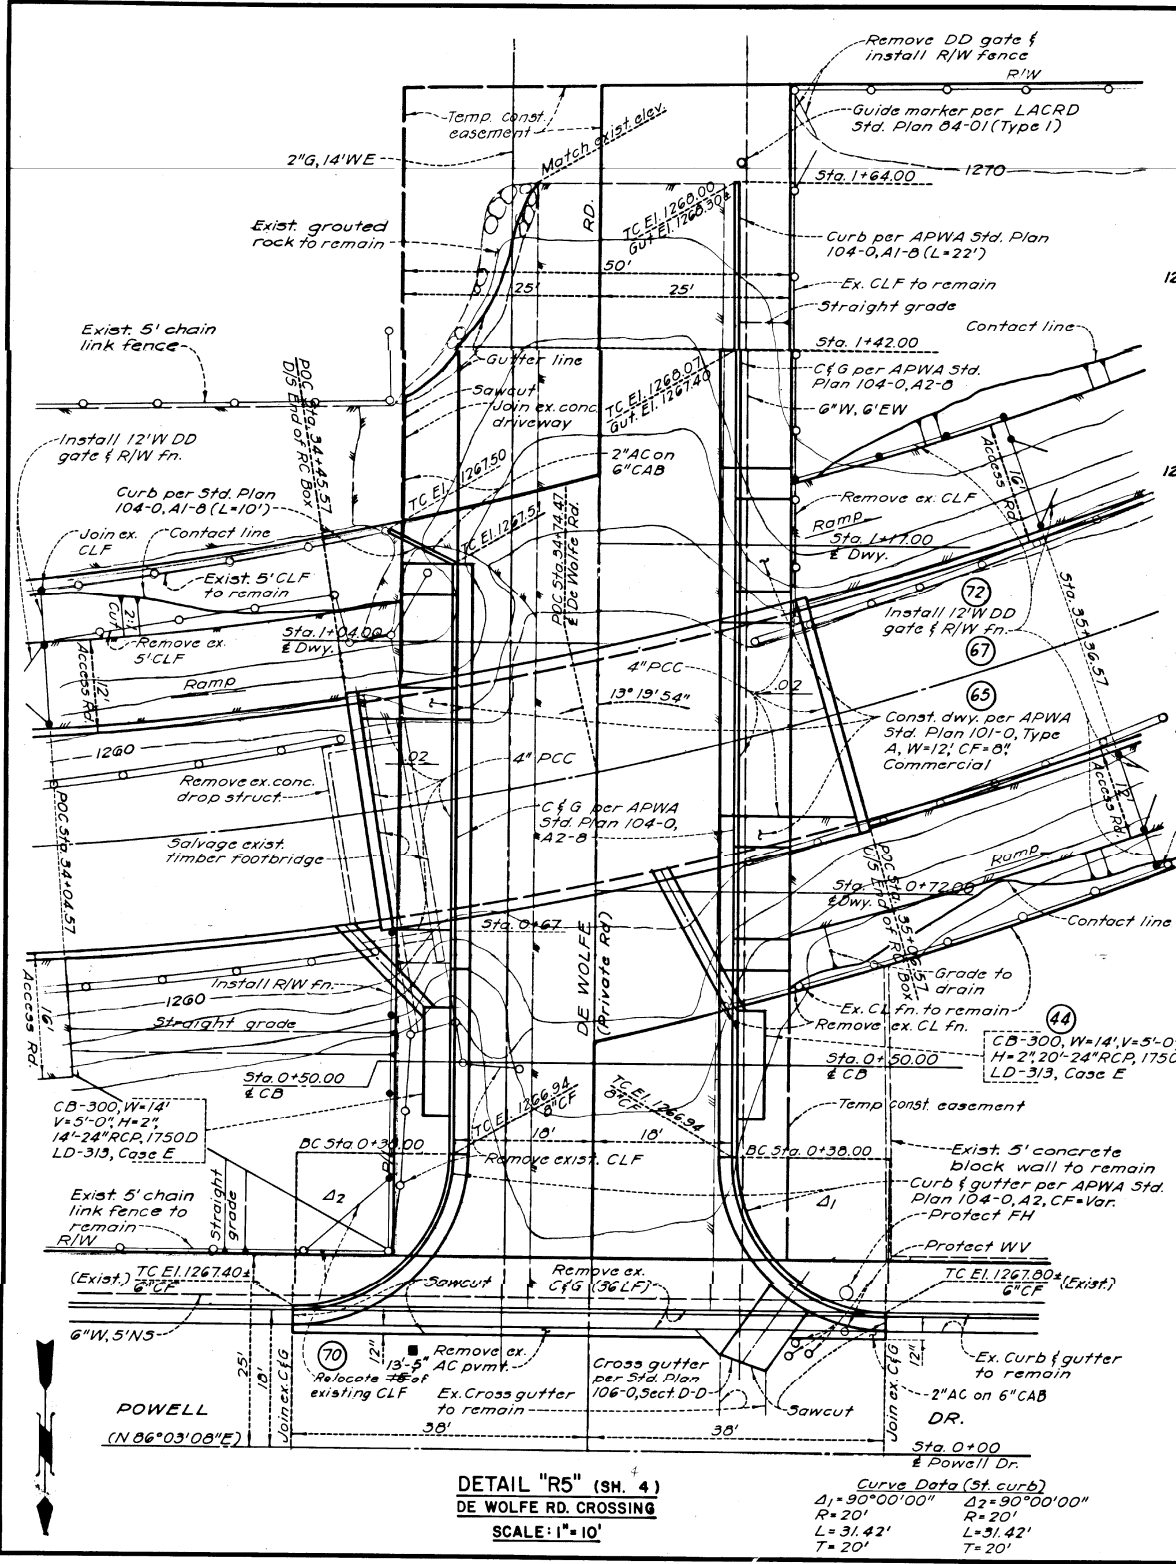 Remove DD gate &
install R/W fence
R/W
Temp. const.
easement
Guide marker per LACRD
Std. Plan 84-01 (Type 1)
Match exist elev.
2"G, 14'WE
1270
Sta. 1+64.00
RD.
TC El. 1268.00
Gut El. 1268.30±
Exist. grouted
rock to remain
Curb per APWA Std. Plan
104-0, A1-8 (L=22')
50'
25'
25'
Ex. CLF to remain
Straight grade
Contact line
Exist. 5' chain
link fence
Sta. 1+42.00
Gutter line
Sawcut
Join ex. conc.
driveway
TC El. 1268.07
Gut. El. 1267.40
C&G per APWA Std.
Plan 104-0, A2-8
6"W, 6'EW
POC Sta. 34+45.57
D/S End of RC Box
Install 12'W DD
gate & R/W fn.
2"AC on
6"CAB
TC El. 1267.50
Access Rd.
16'
Curb per Std. Plan
104-0, A1-8 (L=10')
Remove ex. CLF
Ramp
Join ex.
CLF
Contact line
TC El. 1267.51
POC Sta. 34+74.47
℄ De Wolfe Rd.
Sta. 1+17.00
℄ Dwy.
Exist. 5' CLF
to remain
72
Install 12'W DD
gate & R/W fn.
Sta. 35+36.57
2:1
Cut
Remove ex.
5'CLF
Sta. 1+04.00
℄ Dwy.
67
Access Rd.
12'
Ramp
4"PCC
13°19'54"
.02
65
Const. dwy. per APWA
Std. Plan 101-0, Type
A, W=12', CF=8",
Commercial
1260
.02
4" PCC
Remove ex. conc.
drop struct.
Access Rd.
12'
C & G per APWA
Std. Plan 104-0,
A2-8
Salvage exist.
timber footbridge
POC Sta. 34+04.57
Ramp
POC Sta. 35+06.57
U/S End of RC Box
Sta. 0+72.00
℄ Dwy.
Contact line
Sta. 0+67
DE WOLFE
(Private Rd)
Install R/W fn.
1260
Straight grade
16'
Access Rd.
Grade to
drain
Ex. CL fn. to remain
Remove ex. CL fn.
44
CB-300, W=14', V=5'-0
H=2", 20'-24"RCP, 1750
LD-313, Case E
Sta. 0+50.00
℄ CB
Sta. 0+50.00
℄ CB
CB-300, W=14'
V=5'-0", H=2",
14'-24"RCP, 1750D
LD-313, Case E
TC El. 1266.94
8"CF
TC El. 1266.94
8"CF
Temp const. easement
18'
18'
BC Sta. 0+38.00
BC Sta. 0+38.00
Remove exist. CLF
Exist. 5' concrete
block wall to remain
Curb & gutter per APWA Std.
Plan 104-0, A2, CF=Var.
Protect FH
Exist. 5' chain
link fence to
remain
R/W
Straight
grade
Δ2
Δ1
Protect WV
(Exist.) TC El. 1267.40±
6"CF
Sawcut
Remove ex.
C&G (36LF)
TC El. 1267.80± (Exist.)
6"CF
6"W, 5'NS
25'
18'
Join ex. C&G
70
12"
13'-5"
Relocate of
existing CLF
Remove ex.
AC pvmt.
Ex. Cross gutter
to remain
Cross gutter
per Std. Plan
106-0, Sect. D-D
Sawcut
Join ex. C&G
12"
Ex. Curb & gutter
to remain
2"AC on 6"CAB
POWELL
(N 86°03'08"E)
38'
38'
DR.
Sta. 0+00
℄ Powell Dr.
DETAIL "R5" (SH. 4)
4
DE WOLFE RD. CROSSING
SCALE: 1"=10'
Curve Data (St. curb)
Δ1=90°00'00" Δ2=90°00'00"
R=20' R=20'
L=31.42' L=31.42'
T=20' T=20'